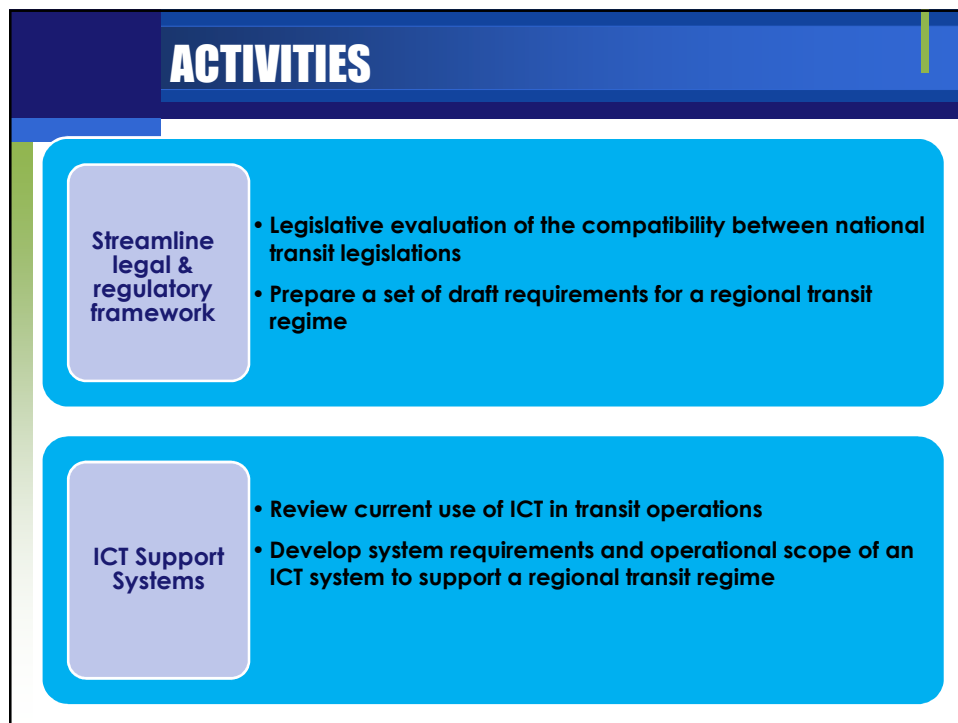 ACTIVITIES
Streamline
legal &
regulatory
framework
• Legislative evaluation of the compatibility between national
transit legislations
• Prepare a set of draft requirements for a regional transit
regime
ICT Support
Systems
• Review current use of ICT in transit operations
• Develop system requirements and operational scope of an
ICT system to support a regional transit regime